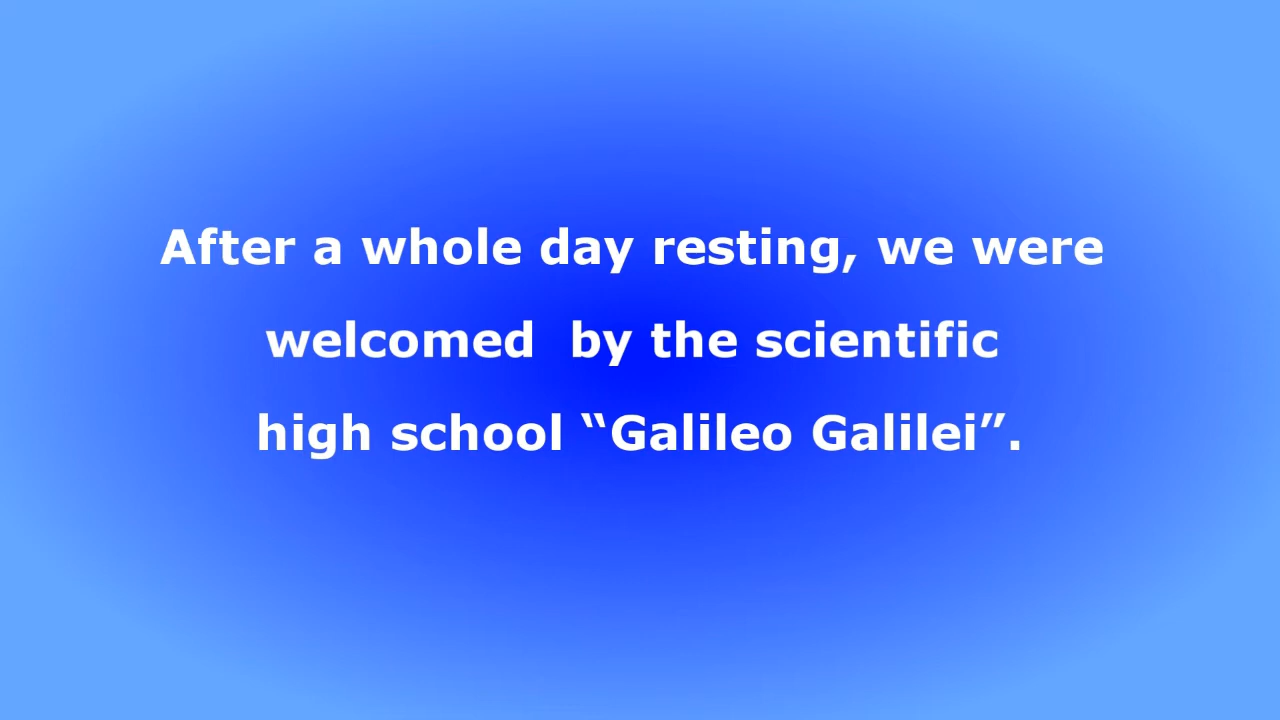 After a whole day resting, we were
welcomed  by the scientific
high school “Galileo Galilei”.